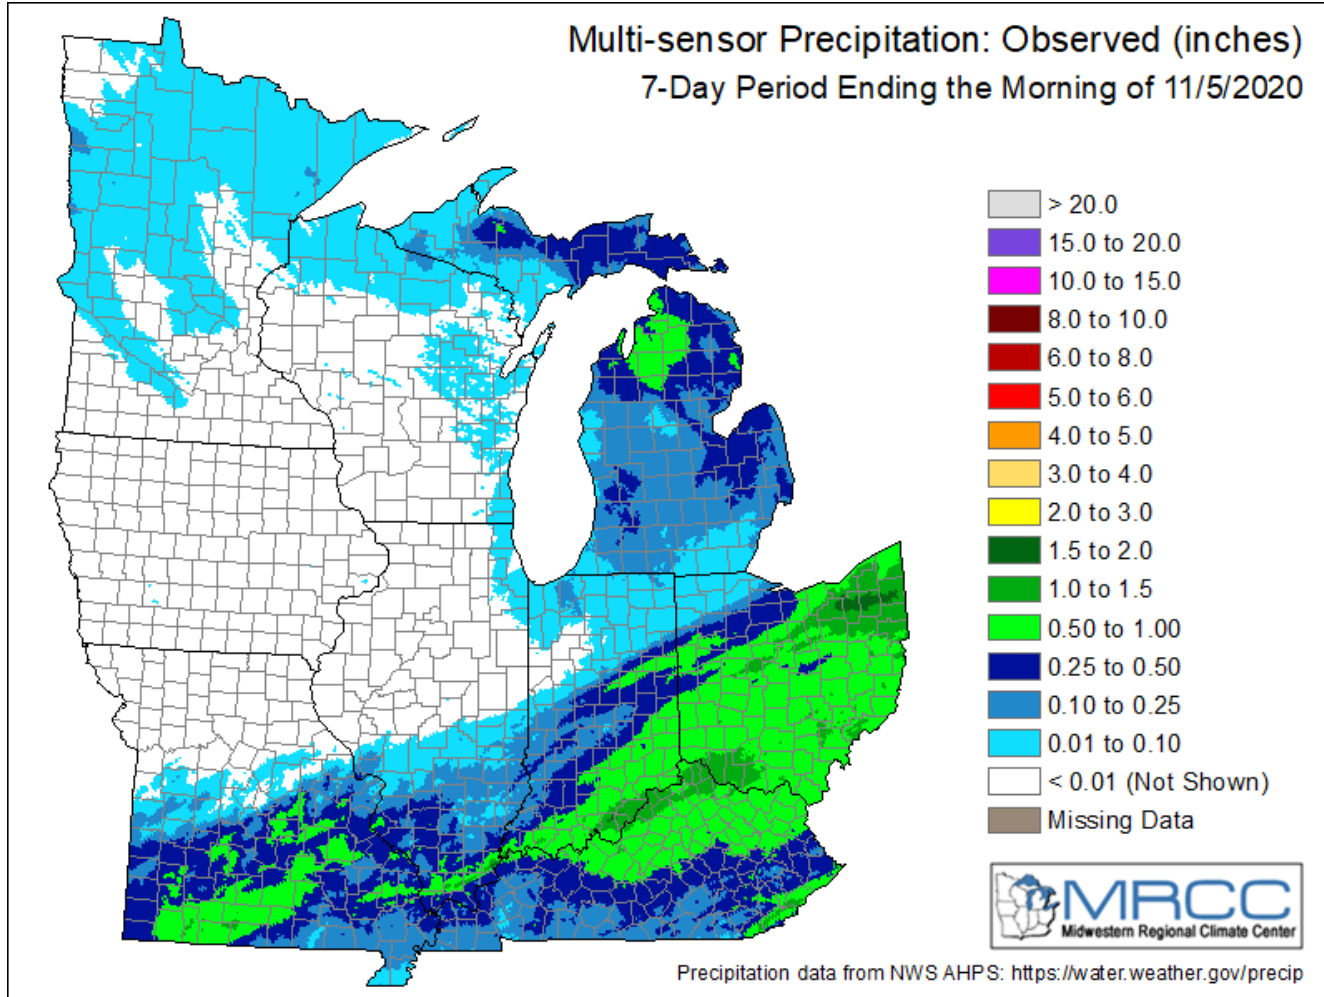 Multi-sensor Precipitation: Observed (inches)
7-Day Period Ending the Morning of 11/5/2020
> 20.0
15.0 to 20.0
10.0 to 15.0
8.0 to 10.0
6.0 to 8.0
5.0 to 6.0
4.0 to 5.0
3.0 to 4.0
2.0 to 3.0
1.5 to 2.0
1.0 to 1.5
0.50 to 1.00
0.25 to 0.50
0.10 to 0.25
0.01 to 0.10
< 0.01 (Not Shown)
Missing Data
MRCC
Midwestern Regional Climate Center
Precipitation data from NWS AHPS: https://water.weather.gov/precip